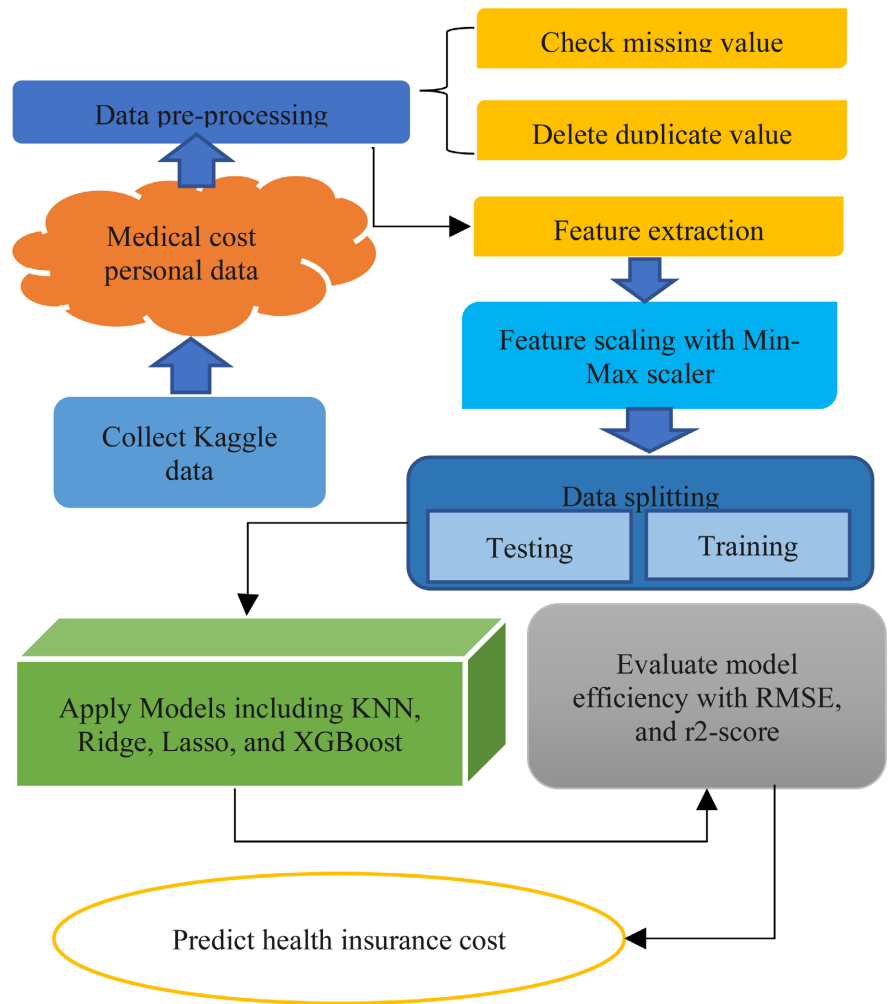 Check missing value
Data pre-processing
Delete duplicate value
Medical cost
personal data
Feature extraction
Feature scaling with Min-
Max scaler
Collect Kaggle
data
Data splitting
Testing
Training
Apply Models including KNN,
Ridge, Lasso, and XGBoost
Evaluate model
efficiency with RMSE,
and r2-score
Predict health insurance cost